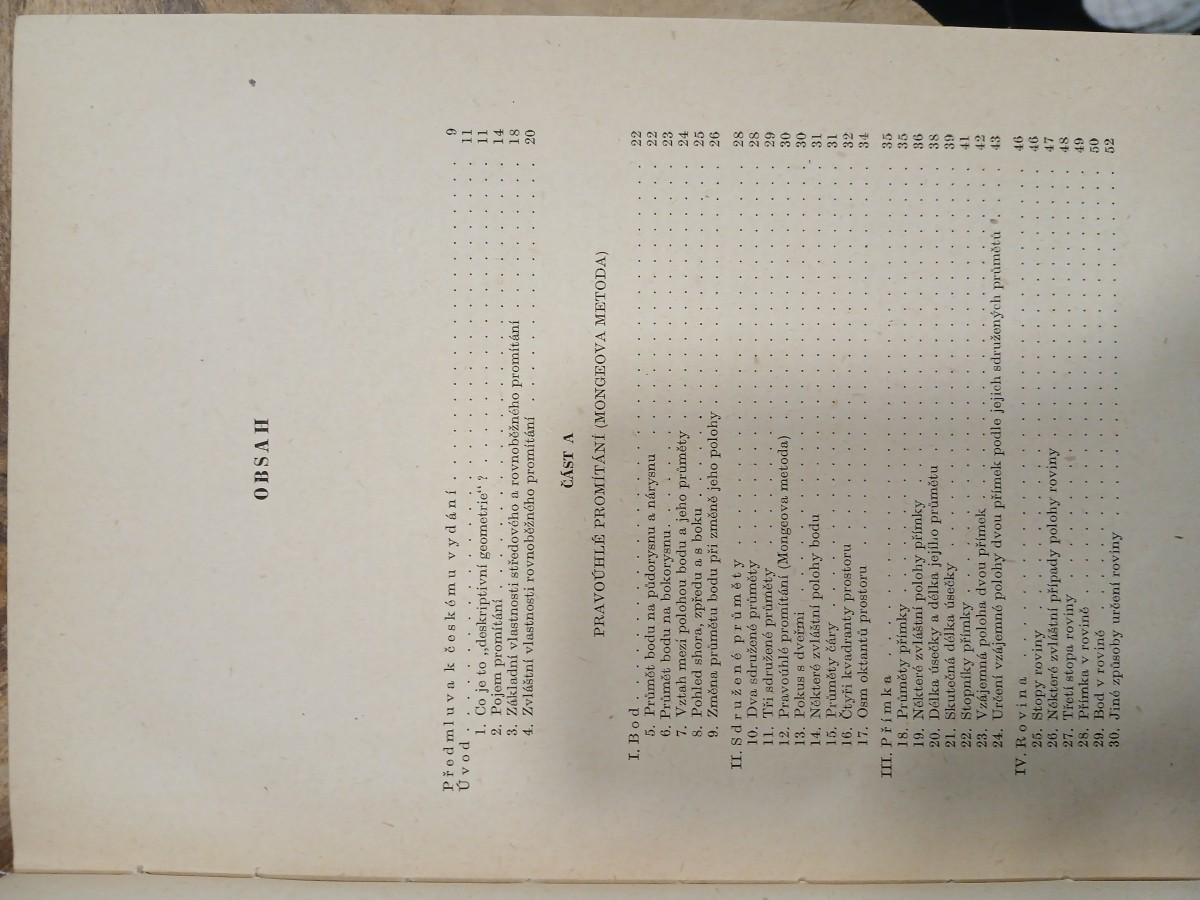 OBSAH
Předmluva k českému vydání . . . . . . . . . . . . . . . . . . . . 9
Úvod . . . . . . . . . . . . . . . . . . . . . . . . . . . . . . 11
1. Co je to „deskriptivní geometrie“? . . . . . . . . . . . . . . . . . . . . 11
2. Pojem promítání . . . . . . . . . . . . . . . . . . . . . . . . . . . 14
3. Základní vlastnosti středového a rovnoběžného promítání . . . . . . . . . . 18
4. Zvláštní vlastnosti rovnoběžného promítání . . . . . . . . . . . . . . . . 20
ČÁST A
PRAVOÚHLÉ PROMÍTÁNÍ (MONGEOVA METODA)
I. Bod . . . . . . . . . . . . . . . . . . . . . . . . . . . . . . 22
5. Průmět bodu na půdorysnu a nárysnu . . . . . . . . . . . . . . . . . . 22
6. Průmět bodu na bokorysnu . . . . . . . . . . . . . . . . . . . . . . 23
7. Vztah mezi polohou bodu a jeho průměty . . . . . . . . . . . . . . . . . 24
8. Pohled shora, zpředu a s boku . . . . . . . . . . . . . . . . . . . . . 25
9. Změna průmětu bodu při změně jeho polohy . . . . . . . . . . . . . . . . 26
II. Sdružené průměty . . . . . . . . . . . . . . . . . . . . . . . . 28
10. Dva sdružené průměty . . . . . . . . . . . . . . . . . . . . . . . . 28
11. Tři sdružené průměty . . . . . . . . . . . . . . . . . . . . . . . . 29
12. Pravoúhlé promítání (Mongeova metoda) . . . . . . . . . . . . . . . . . 30
13. Pokus s dveřmi . . . . . . . . . . . . . . . . . . . . . . . . . . . 30
14. Některé zvláštní polohy bodu . . . . . . . . . . . . . . . . . . . . . 31
15. Průměty čáry . . . . . . . . . . . . . . . . . . . . . . . . . . . . 31
16. Čtyři kvadranty prostoru . . . . . . . . . . . . . . . . . . . . . . . 32
17. Osm oktantů prostoru . . . . . . . . . . . . . . . . . . . . . . . . 34
III. Přímka . . . . . . . . . . . . . . . . . . . . . . . . . . . . 35
18. Průměty přímky . . . . . . . . . . . . . . . . . . . . . . . . . . . 35
19. Některé zvláštní polohy přímky . . . . . . . . . . . . . . . . . . . . 36
20. Délka úsečky a délka jejího průmětu . . . . . . . . . . . . . . . . . . 38
21. Skutečná délka úsečky . . . . . . . . . . . . . . . . . . . . . . . . 39
22. Stopníky přímky . . . . . . . . . . . . . . . . . . . . . . . . . . 41
23. Vzájemná poloha dvou přímek . . . . . . . . . . . . . . . . . . . . . 42
24. Určení vzájemné polohy dvou přímek podle jejich sdružených průmětů . . . . 43
IV. Rovina . . . . . . . . . . . . . . . . . . . . . . . . . . . . . 46
25. Stopy roviny . . . . . . . . . . . . . . . . . . . . . . . . . . . . 46
26. Některé zvláštní případy polohy roviny . . . . . . . . . . . . . . . . . 47
27. Třetí stopa roviny . . . . . . . . . . . . . . . . . . . . . . . . . 48
28. Přímka v rovině . . . . . . . . . . . . . . . . . . . . . . . . . . 49
29. Bod v rovině . . . . . . . . . . . . . . . . . . . . . . . . . . . . 50
30. Jiné způsoby určení roviny . . . . . . . . . . . . . . . . . . . . . . 52